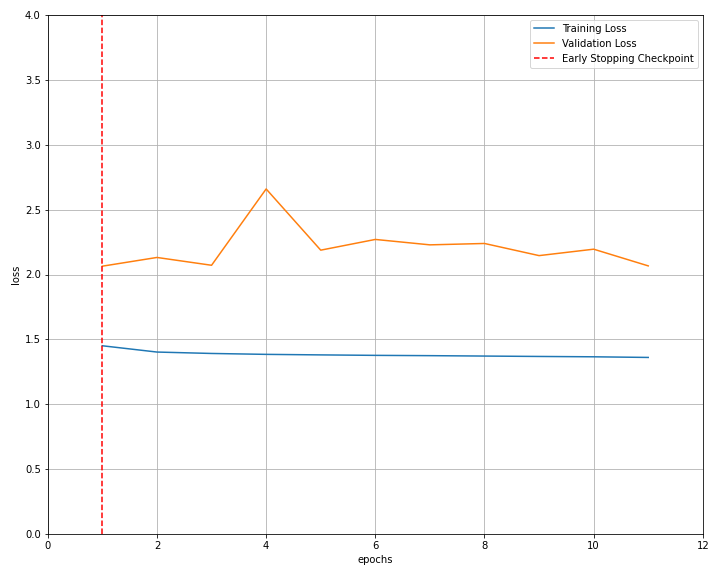 4.0
3.5
3.0
2.5
2.0
1.5
1.0
0.5
0.0
loss
0 2 4 6 8 10 12
epochs
Training Loss
Validation Loss
Early Stopping Checkpoint